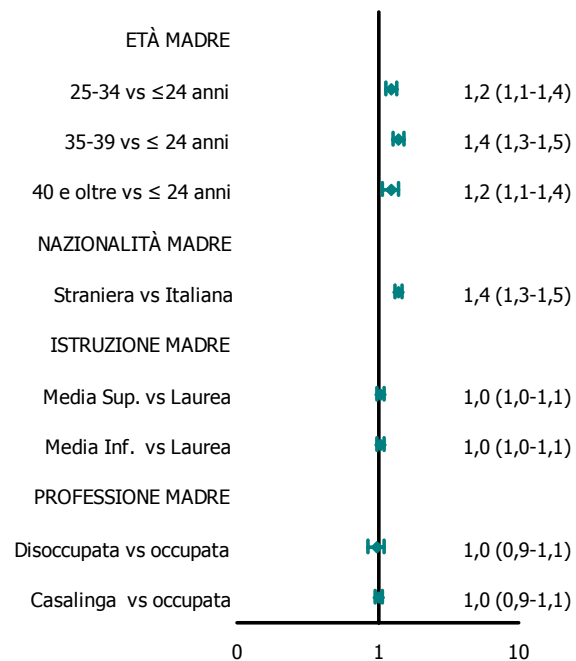 ETÀ MADRE
25-34 vs ≤24 anni 1,2 (1,1-1,4)
35-39 vs ≤ 24 anni 1,4 (1,3-1,5)
40 e oltre vs ≤ 24 anni 1,2 (1,1-1,4)
NAZIONALITÀ MADRE
Straniera vs Italiana 1,4 (1,3-1,5)
ISTRUZIONE MADRE
Media Sup. vs Laurea 1,0 (1,0-1,1)
Media Inf. vs Laurea 1,0 (1,0-1,1)
PROFESSIONE MADRE
Disoccupata vs occupata 1,0 (0,9-1,1)
Casalinga vs occupata 1,0 (0,9-1,1)
0 1 10